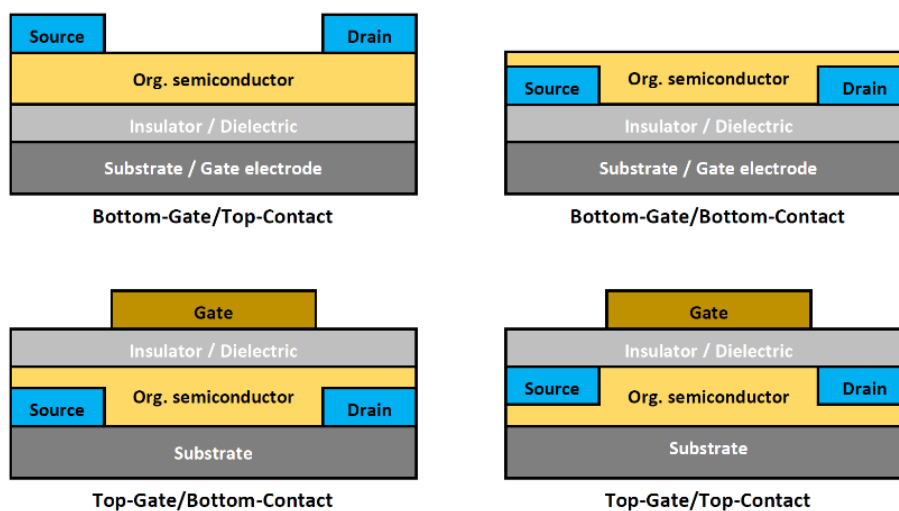 Source
Drain
Org. semiconductor
Insulator / Dielectric
Substrate / Gate electrode
Bottom-Gate/Top-Contact
Org. semiconductor
Source
Drain
Insulator / Dielectric
Substrate / Gate electrode
Bottom-Gate/Bottom-Contact
Gate
Insulator / Dielectric
Org. semiconductor
Source
Drain
Substrate
Top-Gate/Bottom-Contact
Gate
Insulator / Dielectric
Source
Drain
Org. semiconductor
Substrate
Top-Gate/Top-Contact